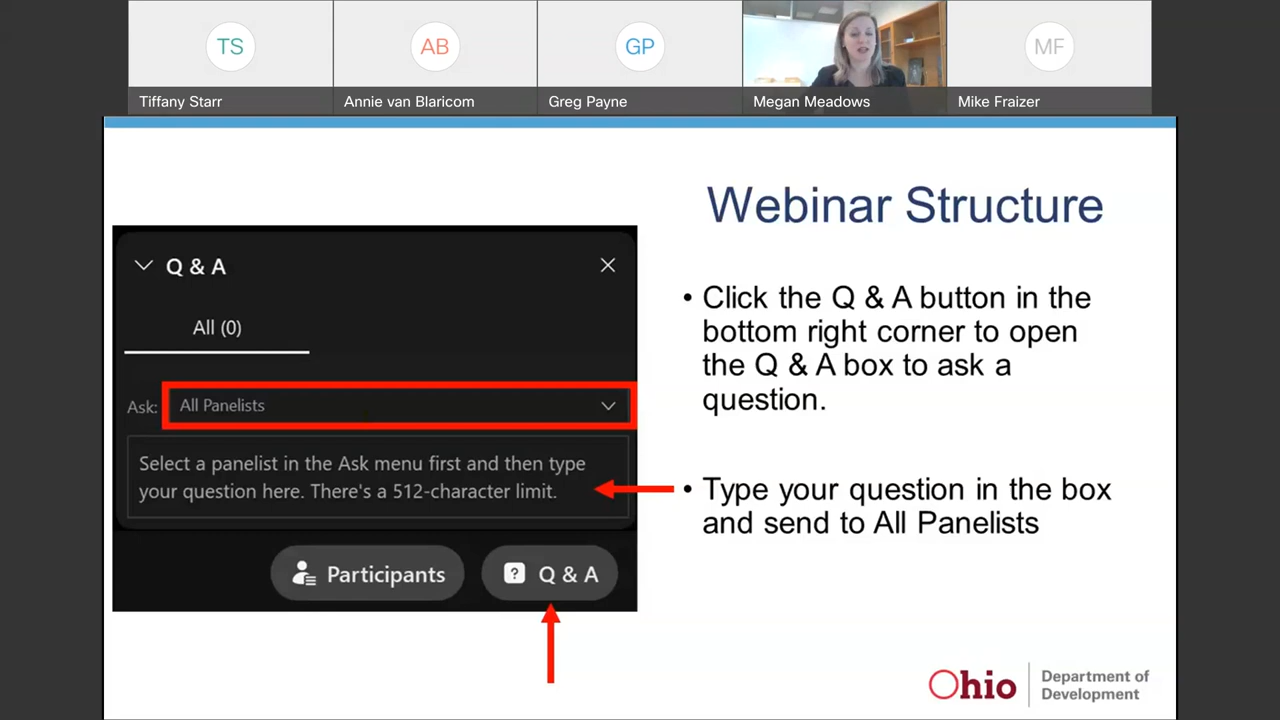 TS
AB
GP
MF
Tiffany Starr
Annie van Blaricom
Greg Payne
Megan Meadows
Mike Fraizer
Webinar Structure
Q & A
All (0)
Ask: All Panelists
Select a panelist in the Ask menu first and then type
your question here. There's a 512-character limit.
Participants
? Q & A
• Click the Q & A button in the
bottom right corner to open
the Q & A box to ask a
question.
• Type your question in the box
and send to All Panelists
Ohio
Department of
Development